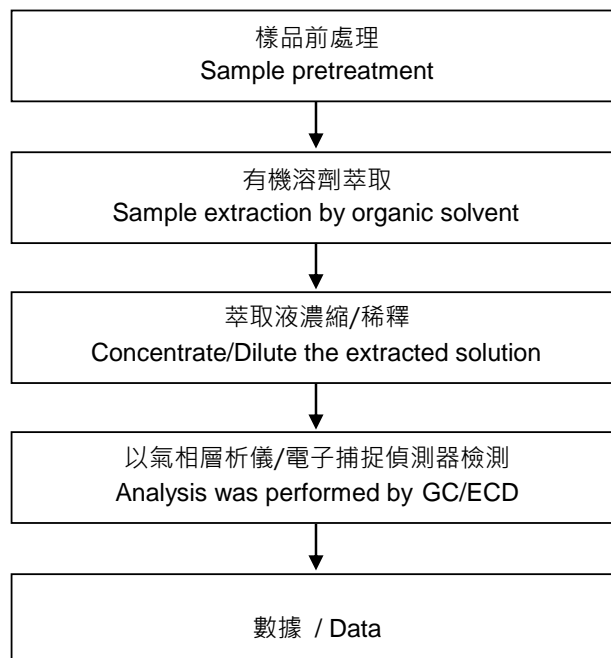 樣品前處理
Sample pretreatment
有機溶劑萃取
Sample extraction by organic solvent
萃取液濃縮/稀釋
Concentrate/Dilute the extracted solution
以氣相層析儀/電子捕捉偵測器檢測
Analysis was performed by GC/ECD
數據 / Data